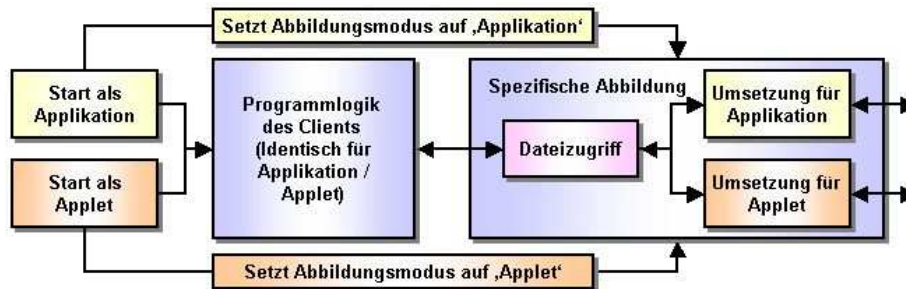 Setzt Abbildungsmodus auf ‚Applikation‘
Start als
Applikation
Start als
Applet
Programmlogik
des Clients
(Identisch für
Applikation /
Applet)
Spezifische Abbildung
Dateizugriff
Umsetzung für
Applikation
Umsetzung für
Applet
Setzt Abbildungsmodus auf ‚Applet‘